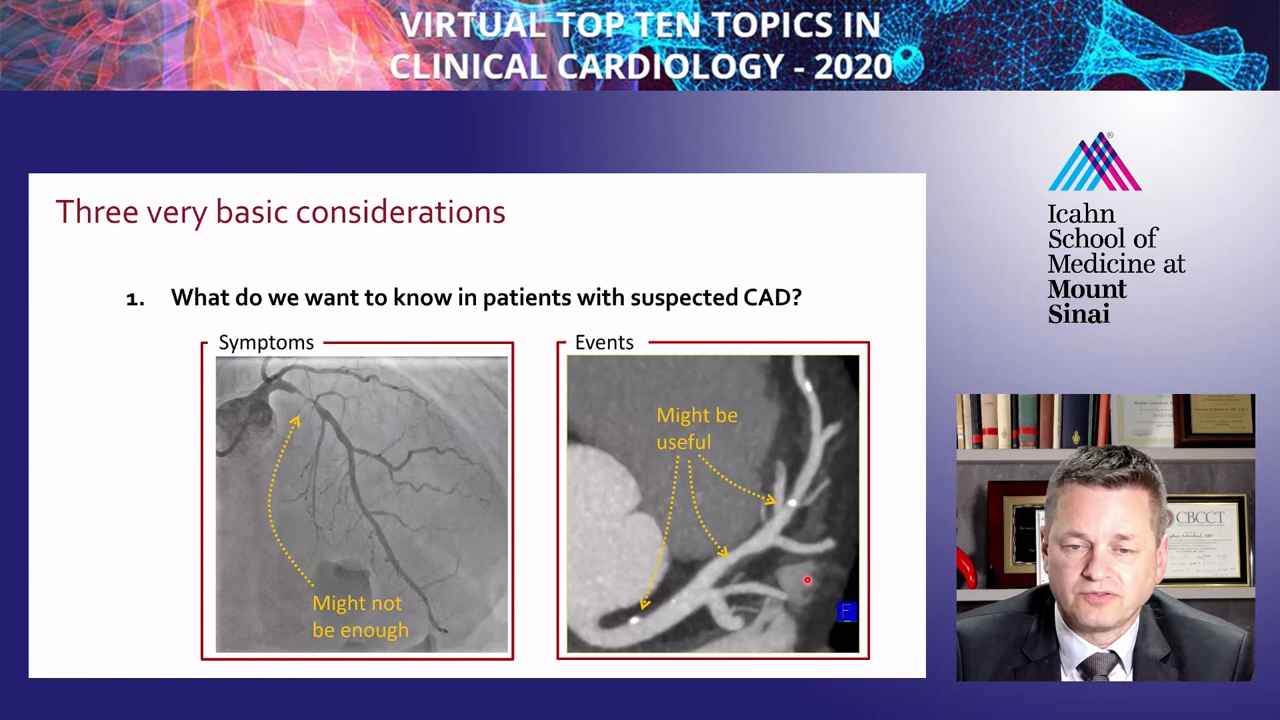 VIRTUAL TOP TEN TOPICS IN
CLINICAL CARDIOLOGY - 2020
Three very basic considerations
1. What do we want to know in patients with suspected CAD?
Symptoms
Might not
be enough
Events
Might be
useful
F
®
Icahn
School of
Medicine at
Mount
Sinai
CBCCT